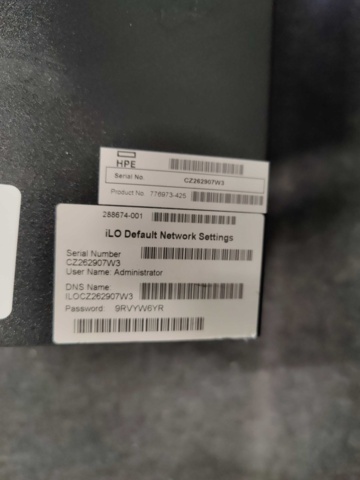 HPE
Serial No. CZ262907W3
Product No. 776973-425
288674-001
iLO Default Network Settings
Serial Number
CZ262907W3
User Name: Administrator
DNS Name
ILOCZ262907W3
Password: 9RVYW6YR